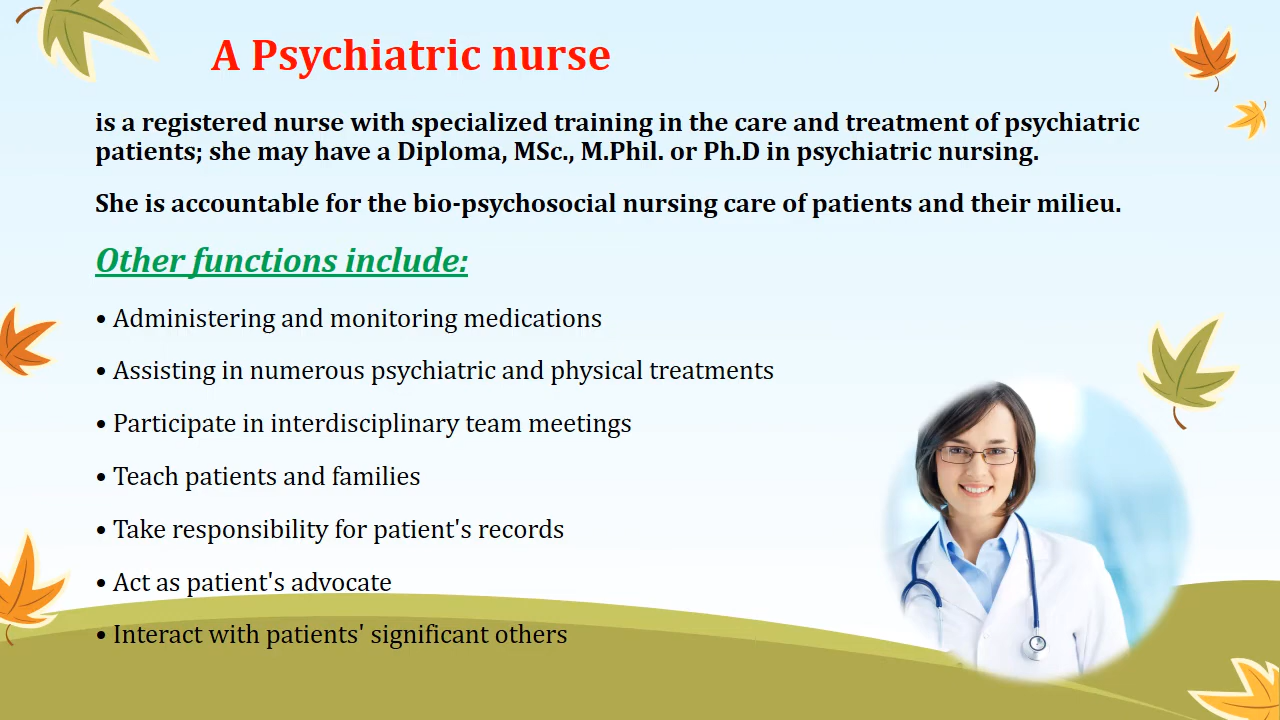 A Psychiatric nurse
is a registered nurse with specialized training in the care and treatment of psychiatric
patients; she may have a Diploma, MSc., M.Phil. or Ph.D in psychiatric nursing.
She is accountable for the bio-psychosocial nursing care of patients and their milieu.
Other functions include:
• Administering and monitoring medications
• Assisting in numerous psychiatric and physical treatments
• Participate in interdisciplinary team meetings
• Teach patients and families
• Take responsibility for patient's records
• Act as patient's advocate
• Interact with patients' significant others